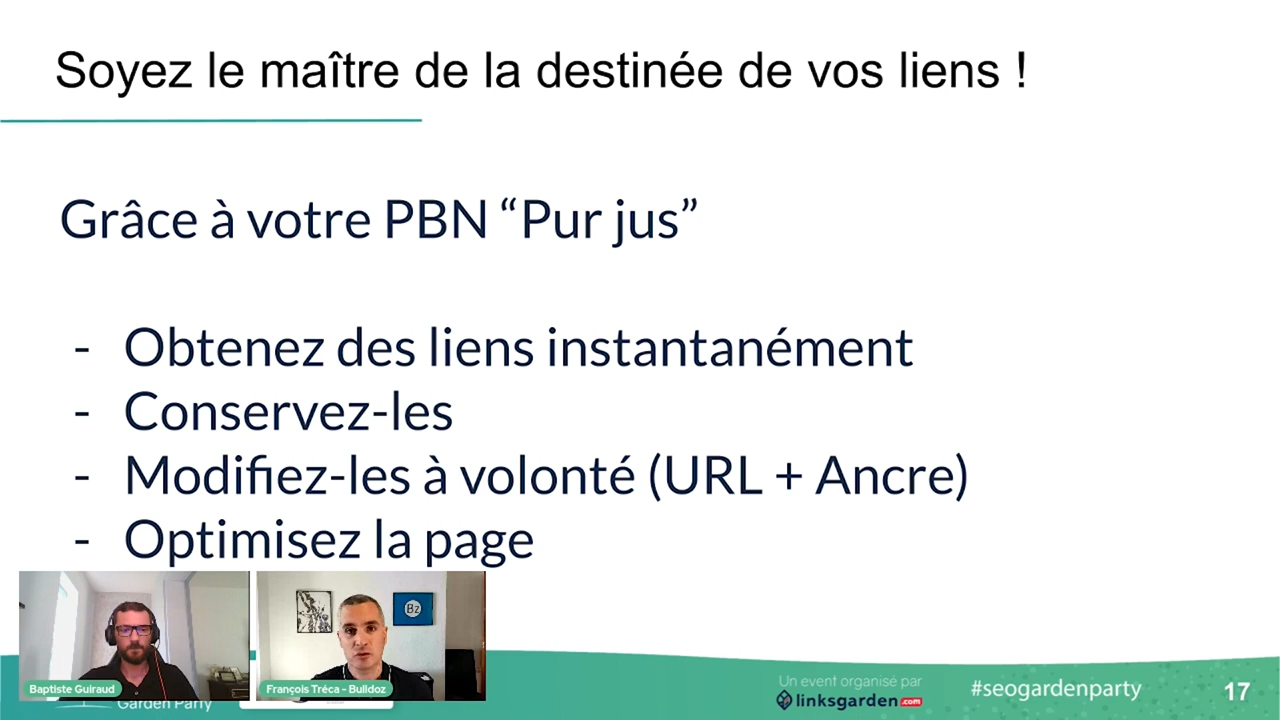 Soyez le maître de la destinée de vos liens !
Grâce à votre PBN “Pur jus”
- Obtenez des liens instantanément
- Conservez-les
- Modifiez-les à volonté (URL + Ancre)
- Optimisez la page
Bz
Baptiste Guiraud
François Tréca - Bulldoz
Garden Party
Un event organisé par
linksgarden.com
#seogardenparty
17